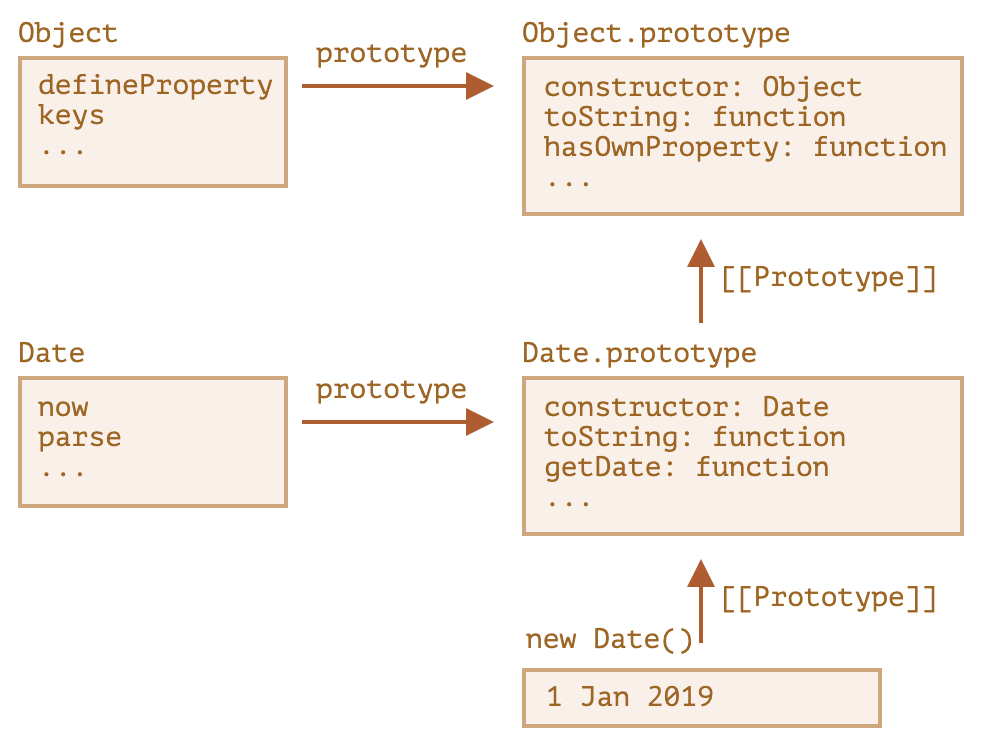 Object
defineProperty
keys
...
prototype
Object.prototype
constructor: Object
toString: function
hasOwnProperty: function
...
[[Prototype]]
Date
now
parse
...
prototype
Date.prototype
constructor: Date
toString: function
getDate: function
...
[[Prototype]]
new Date()
1 Jan 2019